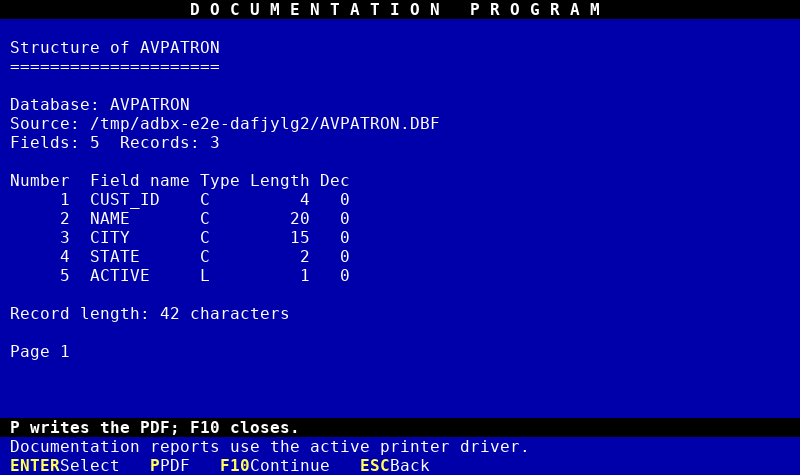 D O C U M E N T A T I O N   P R O G R A M
Structure of AVPATRON
=====================
Database: AVPATRON
Source: /tmp/adbx-e2e-dafjylg2/AVPATRON.DBF
Fields: 5  Records: 3
Number  Field name Type Length Dec
     1  CUST_ID    C         4   0
     2  NAME       C        20   0
     3  CITY       C        15   0
     4  STATE      C         2   0
     5  ACTIVE     L         1   0
Record length: 42 characters
Page 1
P writes the PDF; F10 closes.
Documentation reports use the active printer driver.
ENTERSelect   PPDF   F10Continue   ESCBack